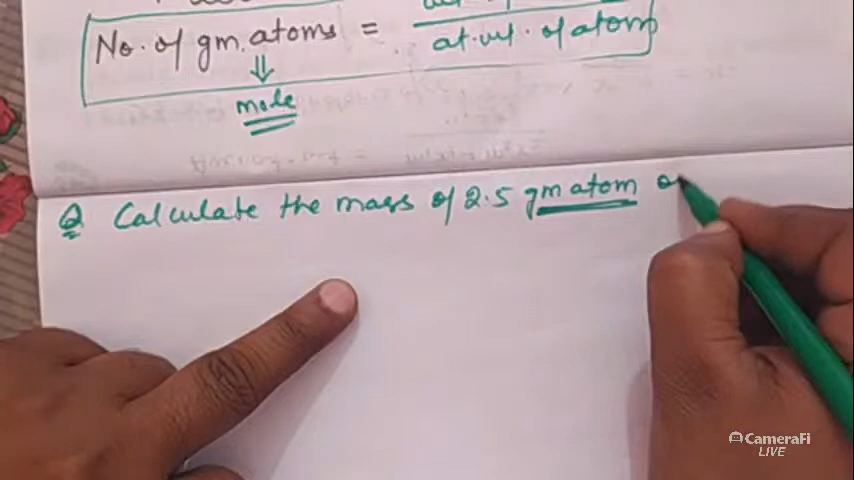 No. of gm. atoms =
at. wt. of atom
mole
Q Calculate the mass of 2.5 gm atom o
CameraFi
LIVE